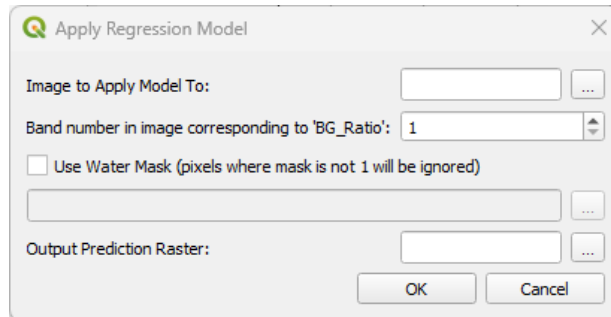 Apply Regression Model
Image to Apply Model To:
...
Band number in image corresponding to 'BG_Ratio': 1
Use Water Mask (pixels where mask is not 1 will be ignored)
...
Output Prediction Raster:
...
OK Cancel